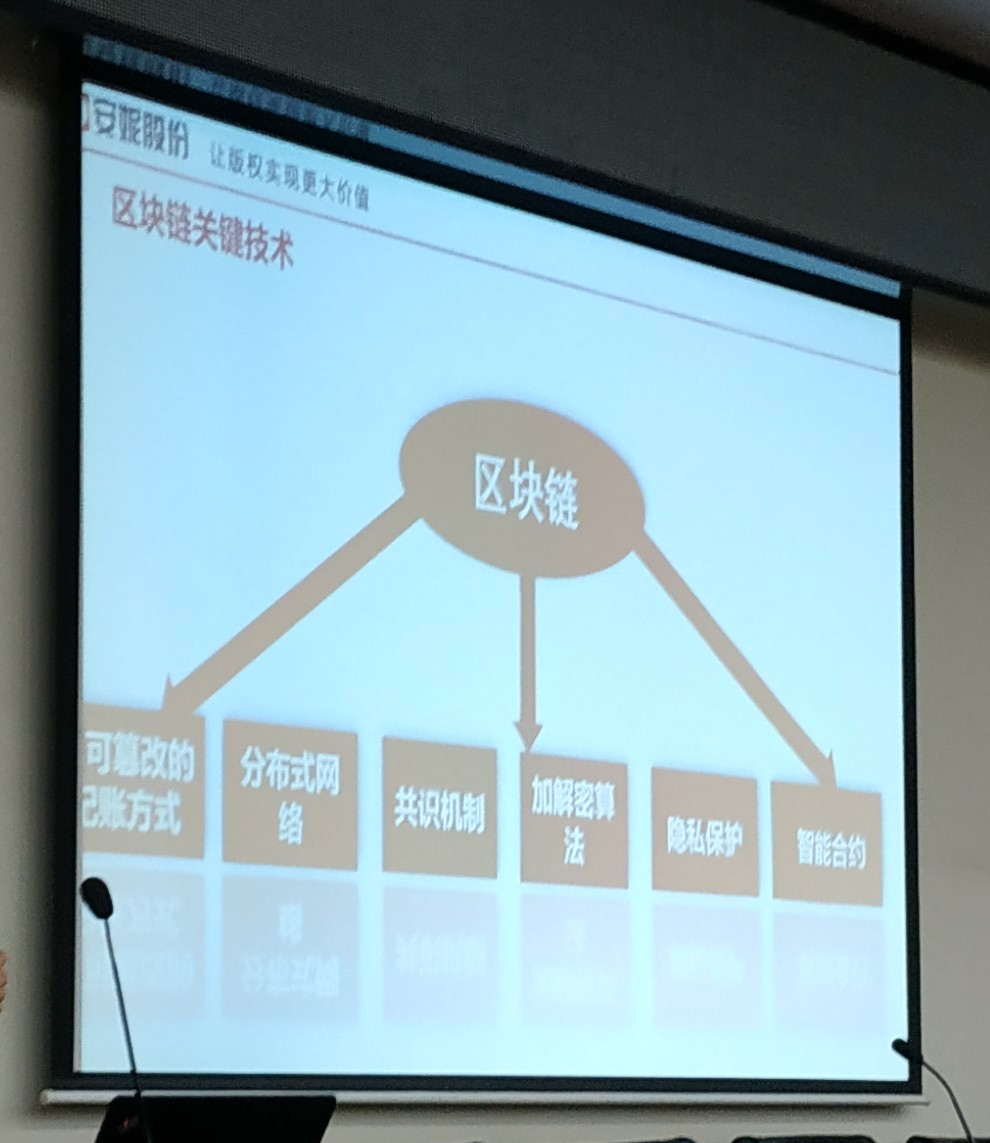 安妮股份 让版权实现更大价值
区块链关键技术
区块链
可篡改的
记账方式
分布式网
络
共识机制
加解密算
法
隐私保护
智能合约